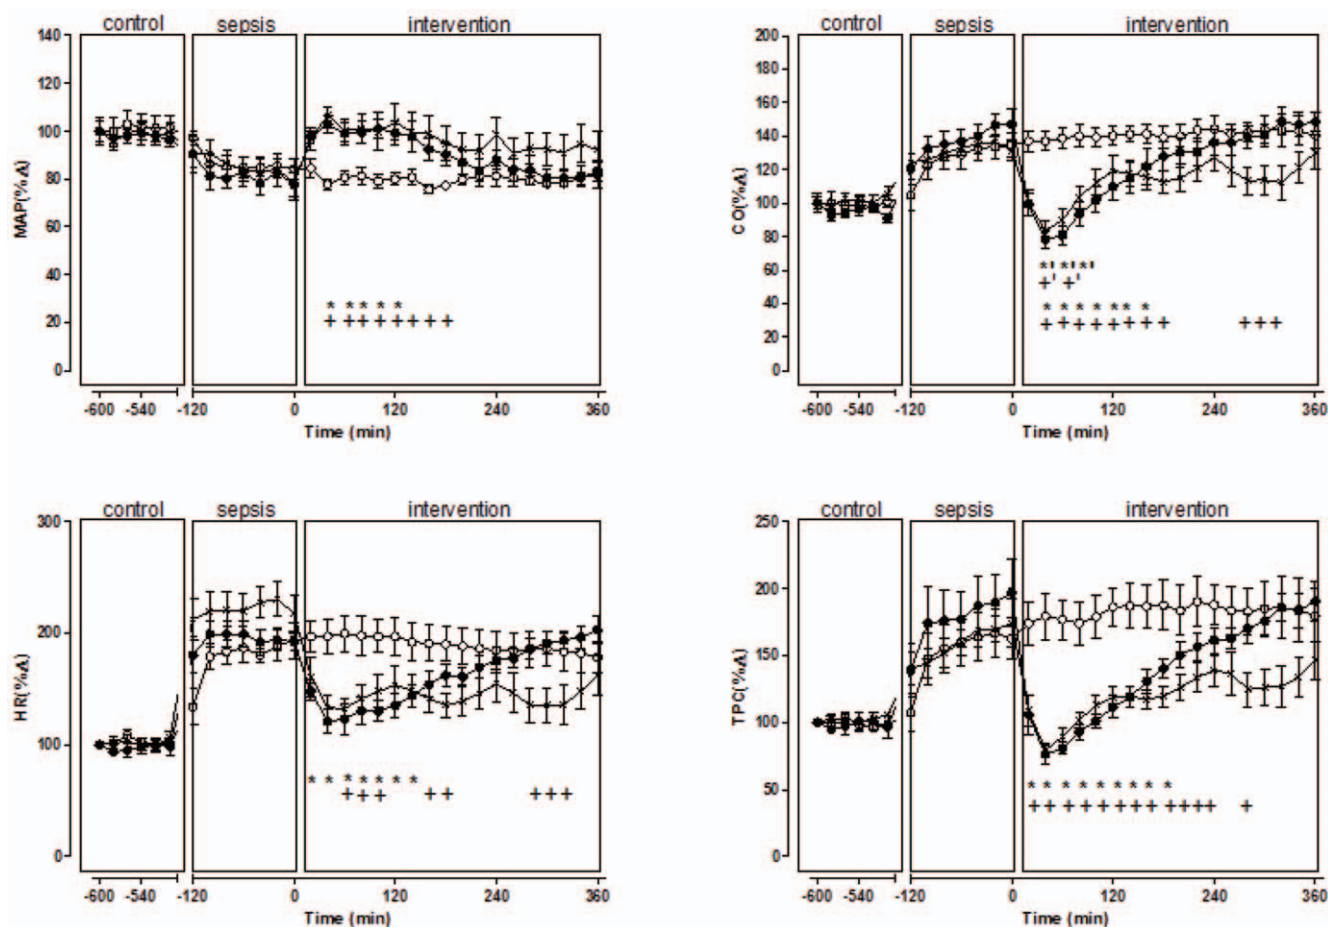 control sepsis intervention
140
120
100
80
60
40
20
0
MAP(%Δ)
-600 -540 -120 0 120 240 360
Time (min)
* * * * *
+ + + + + + + +
control sepsis intervention
200
180
160
140
120
100
80
60
40
20
0
CO(%Δ)
*' *' *'
+' +'
* * * * * * *
+ + + + + + + + + + +
-600 -540 -120 0 120 240 360
Time (min)
control sepsis intervention
300
200
100
0
HR(%Δ)
* * * * * * *
+ + + + + + + +
-600 -540 -120 0 120 240 360
Time (min)
control sepsis intervention
250
200
150
100
50
0
TPC(%Δ)
* * * * * * * * *
+ + + + + + + + + + + + +
-600 -540 -120 0 120 240 360
Time (min)